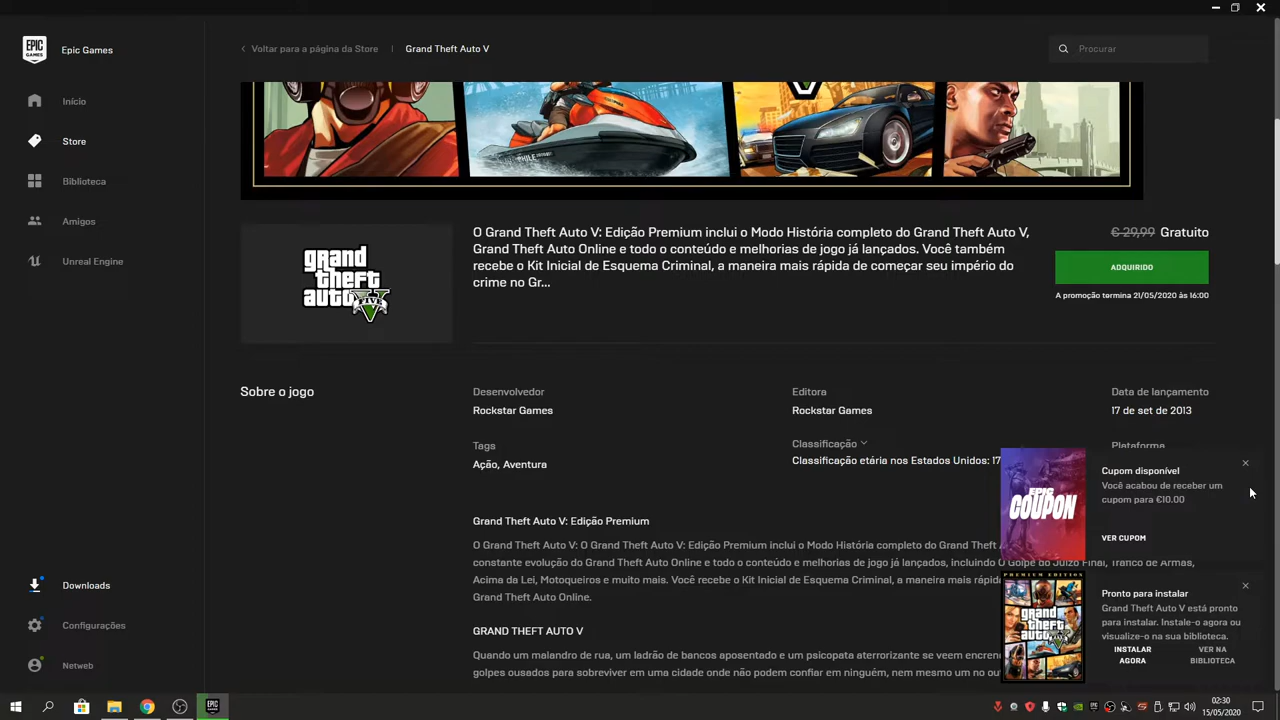 EPIC GAMES
Epic Games
Voltar para a página da Store
Grand Theft Auto V
Procurar
Início
Store
Biblioteca
Amigos
Unreal Engine
grand theft auto FIVE
O Grand Theft Auto V: Edição Premium inclui o Modo História completo do Grand Theft Auto V,
Grand Theft Auto Online e todo o conteúdo e melhorias de jogo já lançados. Você também
recebe o Kit Inicial de Esquema Criminal, a maneira mais rápida de começar seu império do
crime no Gr...
€ 29,99 Gratuito
ADQUIRIDO
A promoção termina 21/05/2020 às 16:00
Sobre o jogo
Desenvolvedor
Rockstar Games
Editora
Rockstar Games
Data de lançamento
17 de set de 2013
Tags
Ação, Aventura
Classificação
Classificação etária nos Estados Unidos: 17
Plataforma
Grand Theft Auto V: Edição Premium
O Grand Theft Auto V: O Grand Theft Auto V: Edição Premium inclui o Modo História completo do Grand Theft
constante evolução do Grand Theft Auto Online e todo o conteúdo e melhorias de jogo já lançados, incluindo O Golpe do Juízo Final, Tráfico de Armas,
Acima da Lei, Motoqueiros e muito mais. Você recebe o Kit Inicial de Esquema Criminal, a maneira mais rápida
Grand Theft Auto Online.
GRAND THEFT AUTO V
Quando um malandro de rua, um ladrão de bancos aposentado e um psicopata aterrorizante se veem
golpes ousados para sobreviver em uma cidade onde não podem confiar em ninguém, nem mesmo um no
EPIC COUPON
Cupom disponível
Você acabou de receber um
cupom para €10.00
VER CUPOM
PREMIUM EDITION
grand theft auto
Pronto para instalar
Grand Theft Auto V está pronto
para instalar. Instale-o agora ou
visualize-o na sua biblioteca.
INSTALAR AGORA
VER NA BIBLIOTECA
Downloads
Configurações
Netweb
02:30
15/05/2020